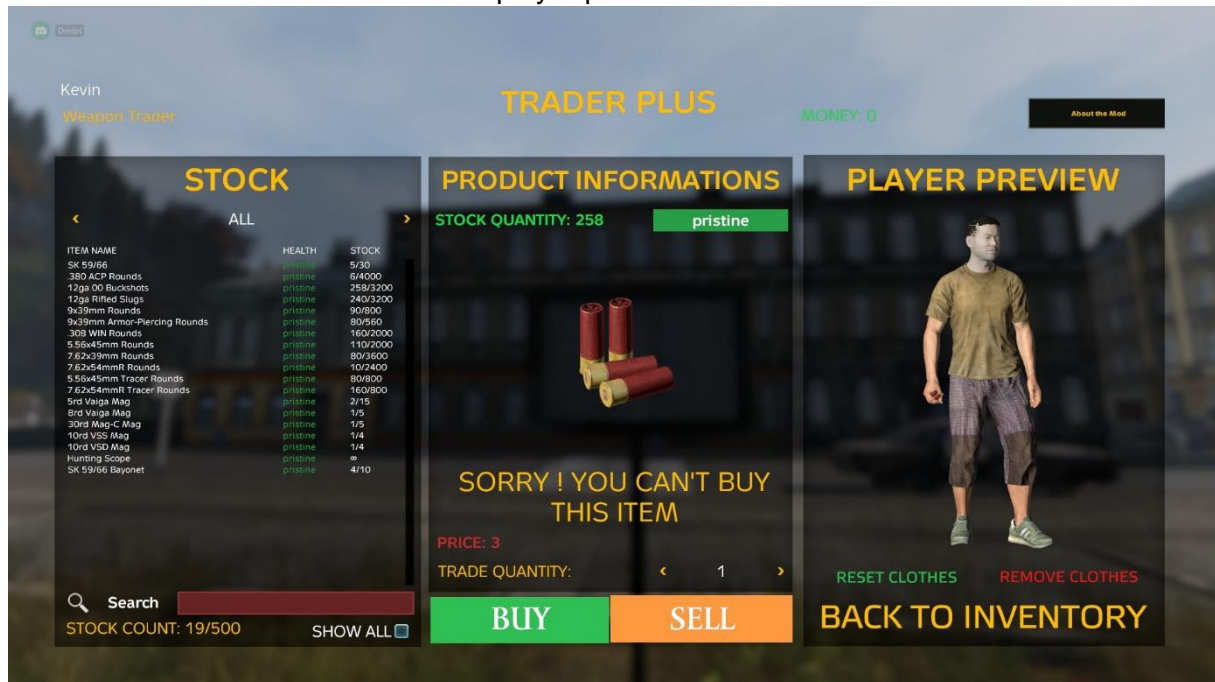 Dmitri
Kevin
Weapon Trader
TRADER PLUS
MONEY: 0
About the Mod
STOCK
< ALL >
ITEM NAME HEALTH STOCK
SK 59/66 pristine 5/30
.380 ACP Rounds pristine 6/4000
12ga 00 Buckshots pristine 258/3200
12ga Rifled Slugs pristine 240/3200
9x39mm Rounds pristine 90/800
9x39mm Armor-Piercing Rounds pristine 80/560
.308 WIN Rounds pristine 160/2000
5.56x45mm Rounds pristine 110/2000
7.62x39mm Rounds pristine 80/3600
7.62x54mmR Rounds pristine 10/2400
5.56x45mm Tracer Rounds pristine 80/800
7.62x54mmR Tracer Rounds pristine 160/800
5rd Vaiga Mag pristine 2/15
8rd Vaiga Mag pristine 1/5
30rd Mag-C Mag pristine 1/5
10rd VSS Mag pristine 1/4
10rd VSD Mag pristine 1/4
Hunting Scope pristine ∞
SK 59/66 Bayonet pristine 4/10
Search
STOCK COUNT: 19/500 SHOW ALL
PRODUCT INFORMATIONS
STOCK QUANTITY: 258 pristine
SORRY ! YOU CAN'T BUY
THIS ITEM
PRICE: 3
TRADE QUANTITY: < 1 >
BUY SELL
PLAYER PREVIEW
RESET CLOTHES REMOVE CLOTHES
BACK TO INVENTORY